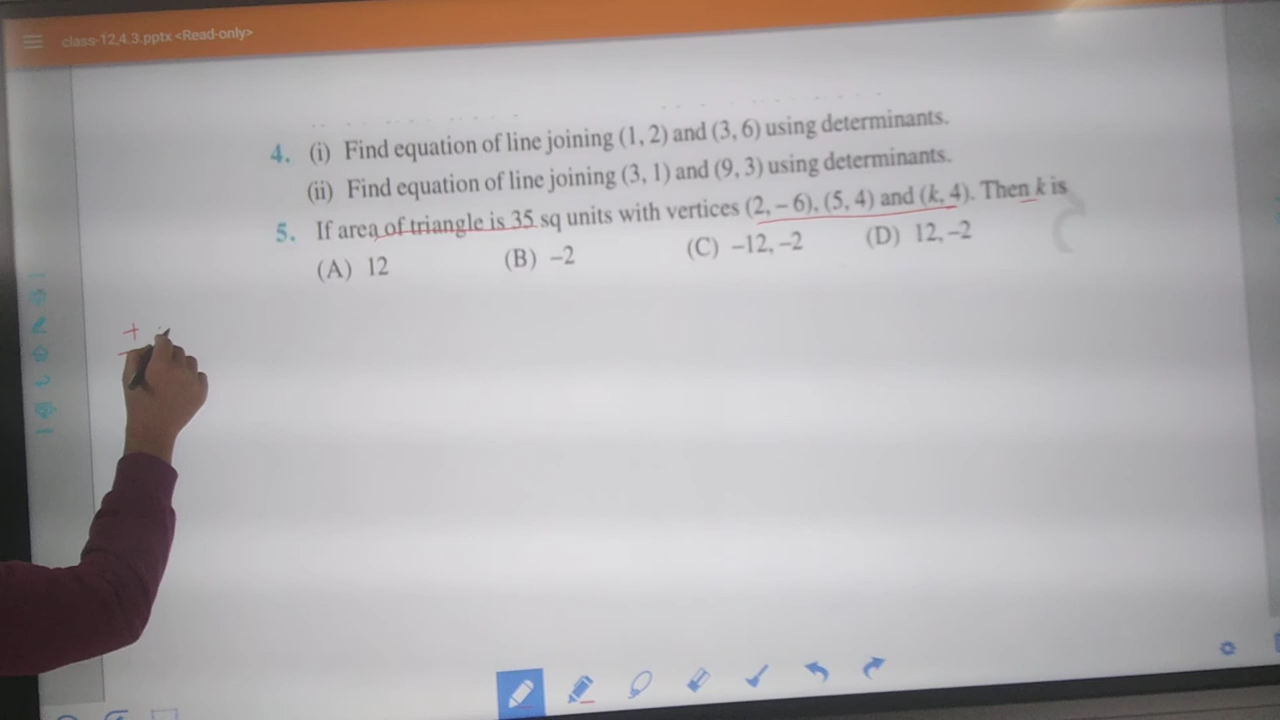 class-12,4.3.pptx <Read-only>
4. (i) Find equation of line joining (1, 2) and (3, 6) using determinants.
(ii) Find equation of line joining (3, 1) and (9, 3) using determinants.
5. If area of triangle is 35 sq units with vertices (2, – 6), (5, 4) and (k, 4). Then k is
(A) 12 (B) –2 (C) –12, –2 (D) 12, –2
+